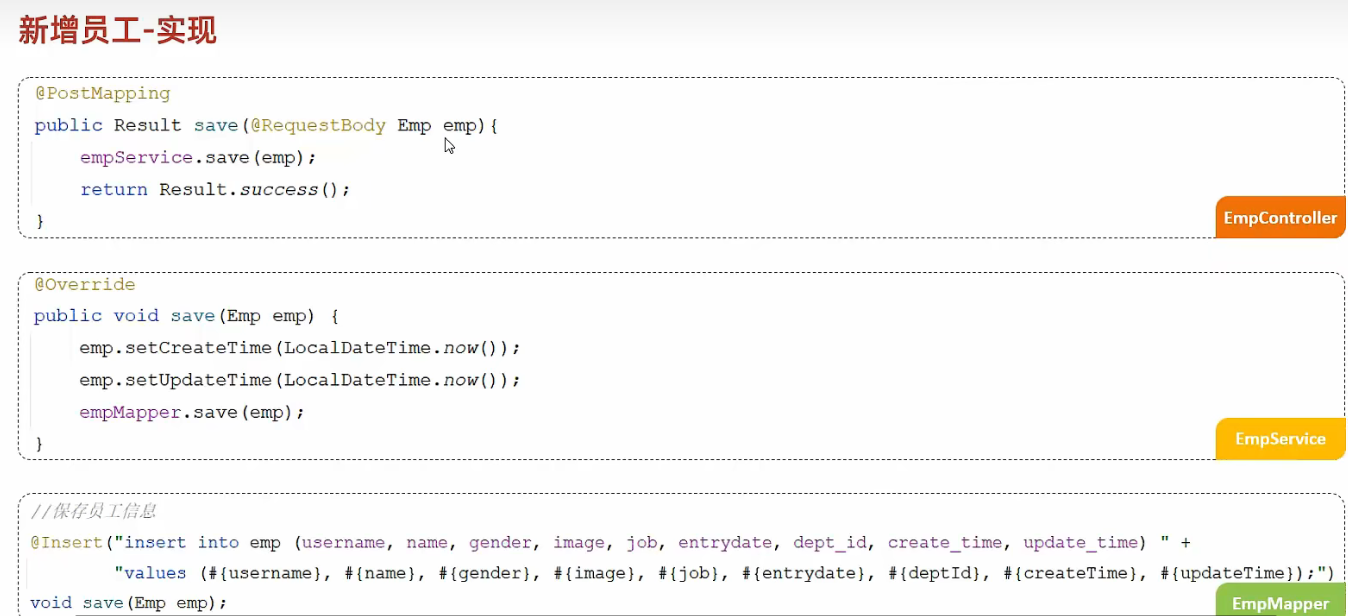 新增员工-实现
@PostMapping
public Result save(@RequestBody Emp emp){
empService.save(emp);
return Result.success();
}
EmpController
@Override
public void save(Emp emp) {
emp.setCreateTime(LocalDateTime.now());
emp.setUpdateTime(LocalDateTime.now());
empMapper.save(emp);
}
EmpService
//保存员工信息
@Insert("insert into emp (username, name, gender, image, job, entrydate, dept_id, create_time, update_time) " +
"values (#{username}, #{name}, #{gender}, #{image}, #{job}, #{entrydate}, #{deptId}, #{createTime}, #{updateTime});")
void save(Emp emp);
EmpMapper